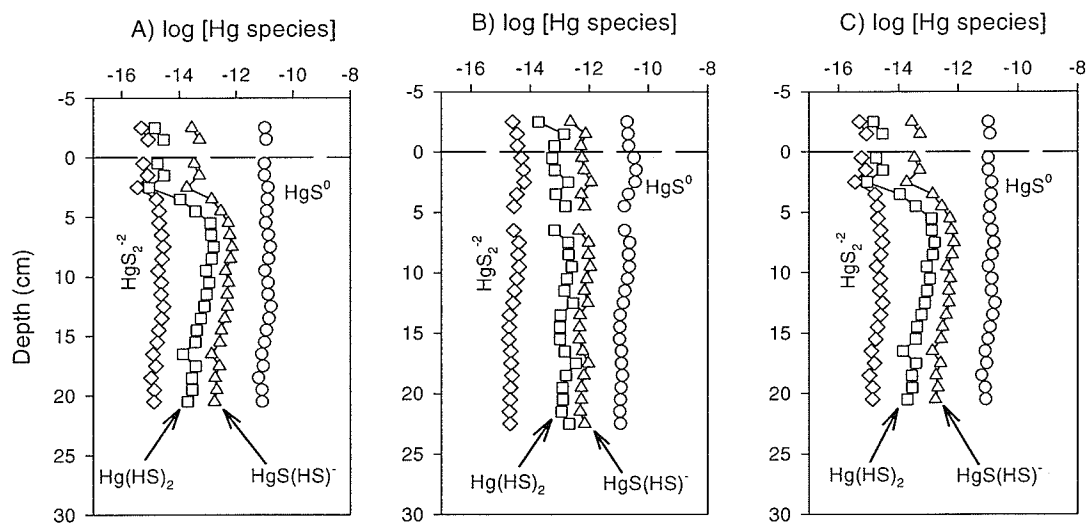 A) log [Hg species]
B) log [Hg species]
C) log [Hg species]
-16 -14 -12 -10 -8
-16 -14 -12 -10 -8
-16 -14 -12 -10 -8
Depth (cm)
-5
0
5
10
15
20
25
30
HgS⁰
HgS₂⁻²
Hg(HS)₂
HgS(HS)⁻
-5
0
5
10
15
20
25
30
HgS⁰
HgS₂⁻²
Hg(HS)₂
HgS(HS)⁻
-5
0
5
10
15
20
25
30
HgS⁰
HgS₂⁻²
Hg(HS)₂
HgS(HS)⁻